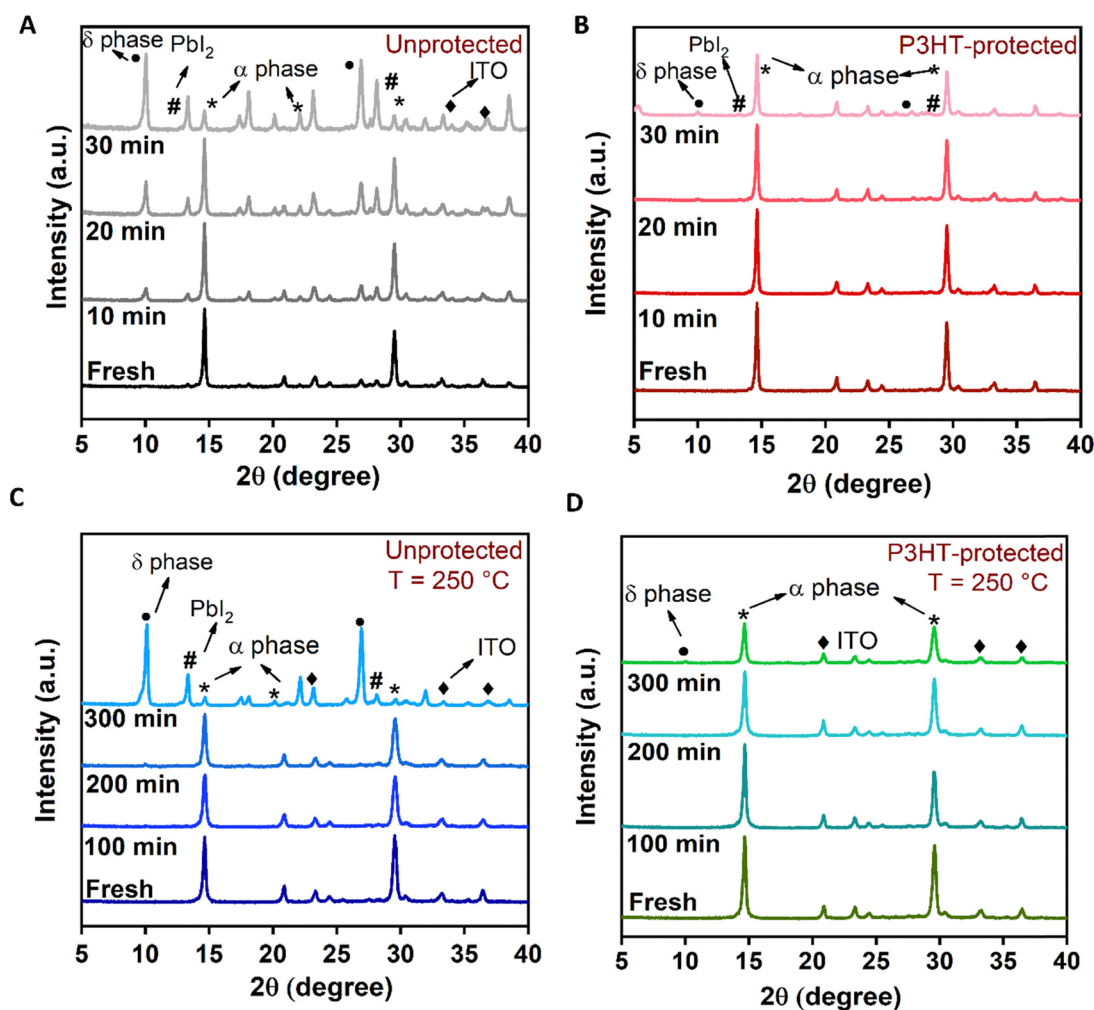 A
Unprotected
δ phase
PbI₂
α phase
ITO
● # * * ● # * ◆ ◆
30 min
20 min
10 min
Fresh
Intensity (a.u.)
5 10 15 20 25 30 35 40
2θ (degree)
B
P3HT-protected
PbI₂
δ phase
α phase
● # * ● # *
30 min
20 min
10 min
Fresh
Intensity (a.u.)
5 10 15 20 25 30 35 40
2θ (degree)
C
Unprotected
T = 250 °C
δ phase
PbI₂
α phase
ITO
● # * * ◆ ● # * ◆ ◆
300 min
200 min
100 min
Fresh
Intensity (a.u.)
5 10 15 20 25 30 35 40
2θ (degree)
D
P3HT-protected
T = 250 °C
δ phase
α phase
● * ◆ ITO * ◆ ◆
300 min
200 min
100 min
Fresh
Intensity (a.u.)
5 10 15 20 25 30 35 40
2θ (degree)